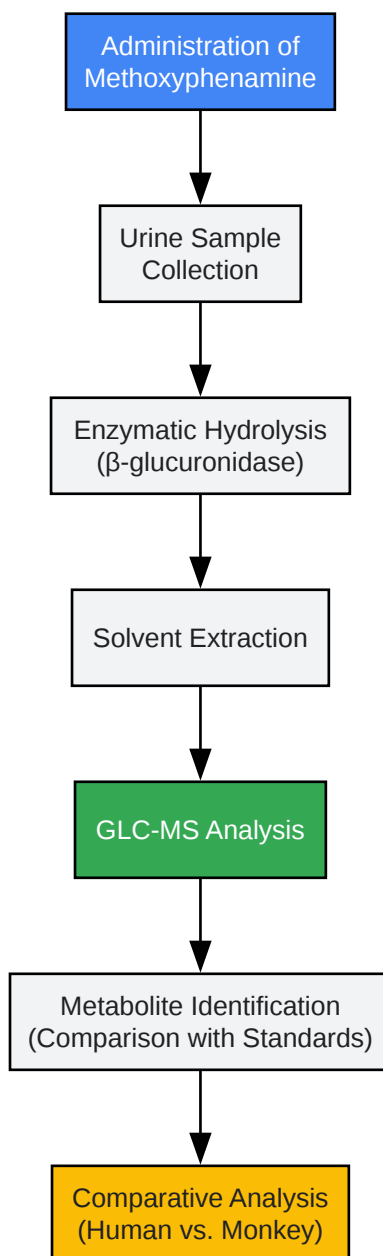 Administration of
Methoxyphenamine
Urine Sample
Collection
Enzymatic Hydrolysis
(β-glucuronidase)
Solvent Extraction
GLC-MS Analysis
Metabolite Identification
(Comparison with Standards)
Comparative Analysis
(Human vs. Monkey)